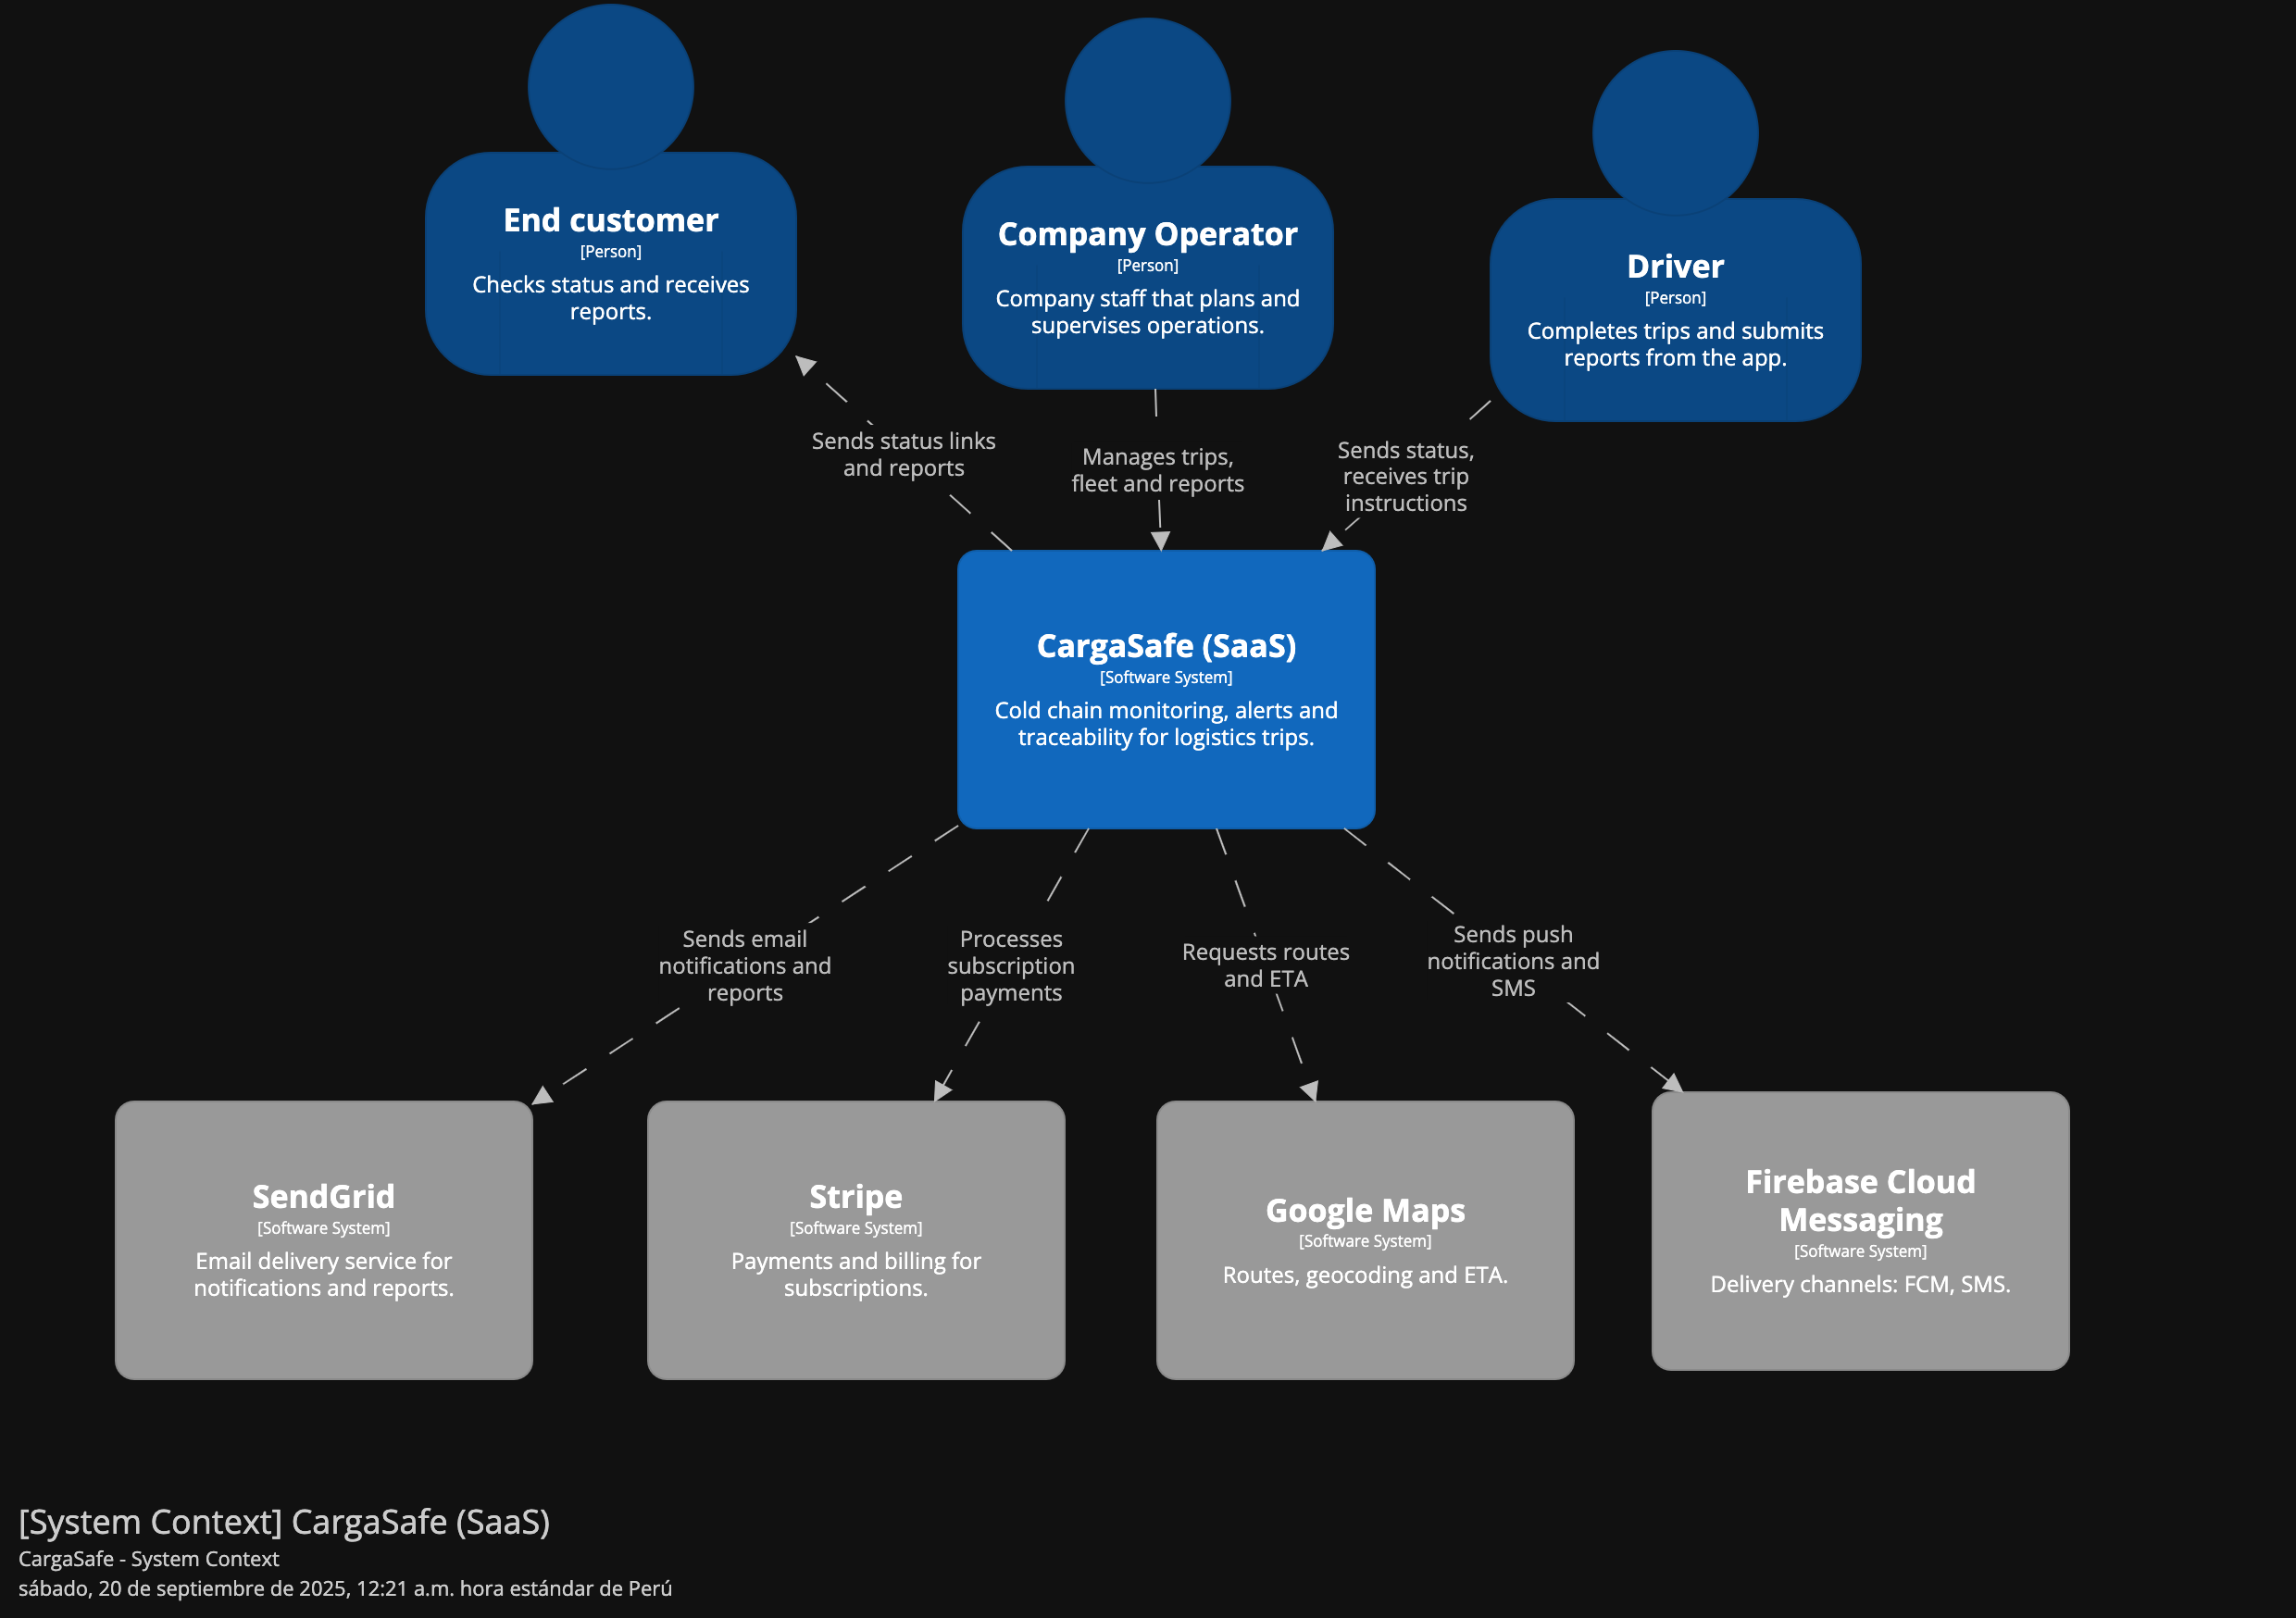 End customer
[Person]
Checks status and receives
reports.
Company Operator
[Person]
Company staff that plans and
supervises operations.
Driver
[Person]
Completes trips and submits
reports from the app.
Sends status links
and reports
Manages trips,
fleet and reports
Sends status,
receives trip
instructions
CargaSafe (SaaS)
[Software System]
Cold chain monitoring, alerts and
traceability for logistics trips.
Sends email
notifications and
reports
Processes
subscription
payments
Requests routes
and ETA
Sends push
notifications and
SMS
SendGrid
[Software System]
Email delivery service for
notifications and reports.
Stripe
[Software System]
Payments and billing for
subscriptions.
Google Maps
[Software System]
Routes, geocoding and ETA.
Firebase Cloud
Messaging
[Software System]
Delivery channels: FCM, SMS.
[System Context] CargaSafe (SaaS)
CargaSafe - System Context
sábado, 20 de septiembre de 2025, 12:21 a.m. hora estándar de Perú